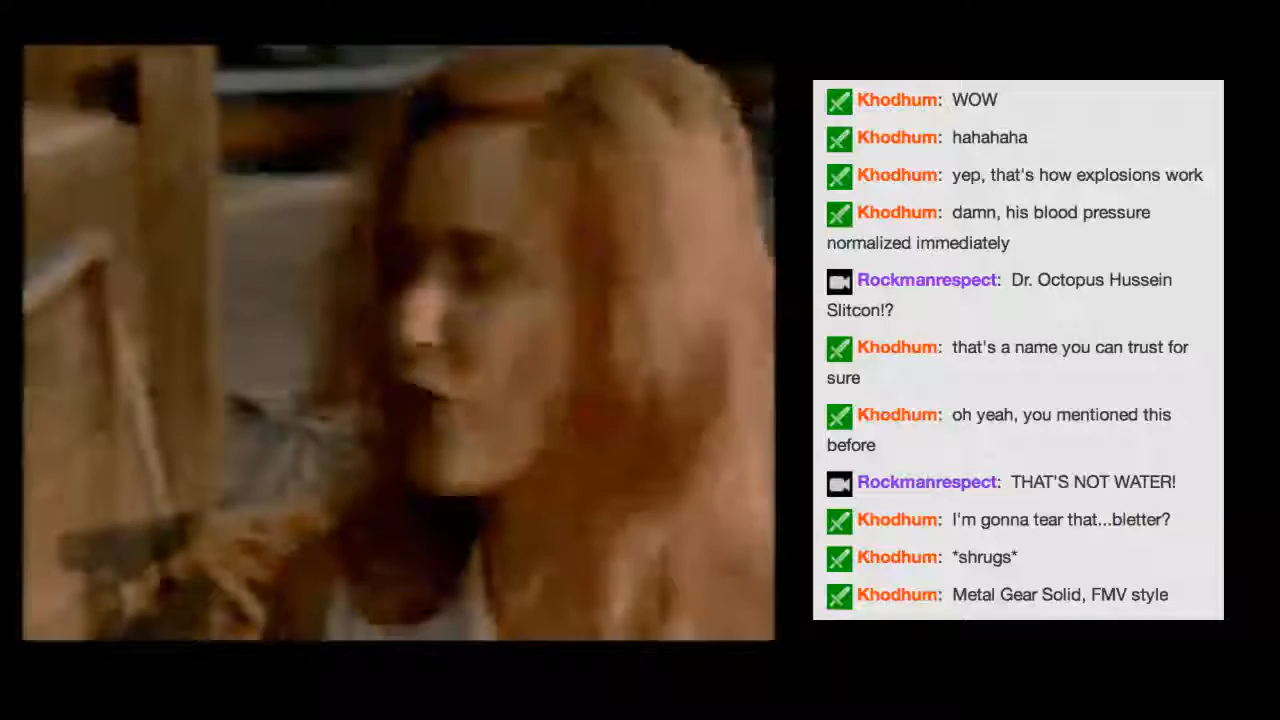 Khodhum: WOW
Khodhum: hahahaha
Khodhum: yep, that's how explosions work
Khodhum: damn, his blood pressure
normalized immediately
Rockmanrespect: Dr. Octopus Hussein
Slitcon!?
Khodhum: that's a name you can trust for
sure
Khodhum: oh yeah, you mentioned this
before
Rockmanrespect: THAT'S NOT WATER!
Khodhum: I'm gonna tear that...bletter?
Khodhum: *shrugs*
Khodhum: Metal Gear Solid, FMV style